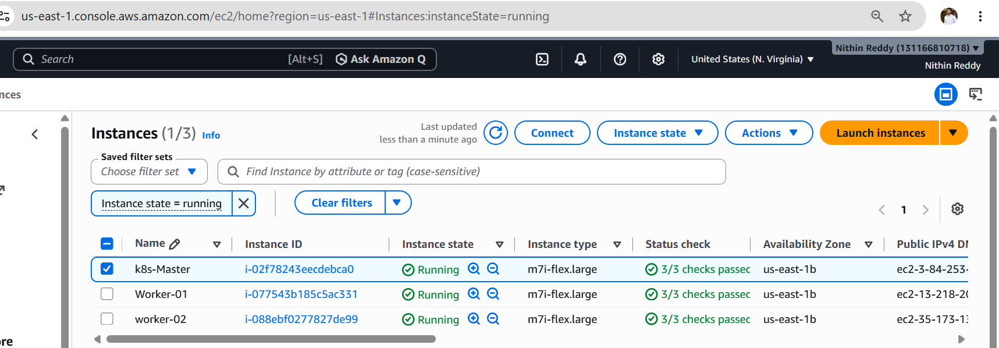 us-east-1.console.aws.amazon.com/ec2/home?region=us-east-1#Instances:instanceState=running
Search [Alt+S] Ask Amazon Q United States (N. Virginia) Nithin Reddy (131166810718)
Nithin Reddy
nces
Instances (1/3) Info Last updated less than a minute ago Connect Instance state Actions Launch instances
Saved filter sets
Choose filter set Find Instance by attribute or tag (case-sensitive)
Instance state = running Clear filters
1
Name Instance ID Instance state Instance type Status check Availability Zone Public IPv4 DN
k8s-Master i-02f78243eecdebca0 Running m7i-flex.large 3/3 checks passec us-east-1b ec2-3-84-253-
Worker-01 i-077543b185c5ac331 Running m7i-flex.large 3/3 checks passec us-east-1b ec2-13-218-20
worker-02 i-088ebf0277827de99 Running m7i-flex.large 3/3 checks passec us-east-1b ec2-35-173-13
ore